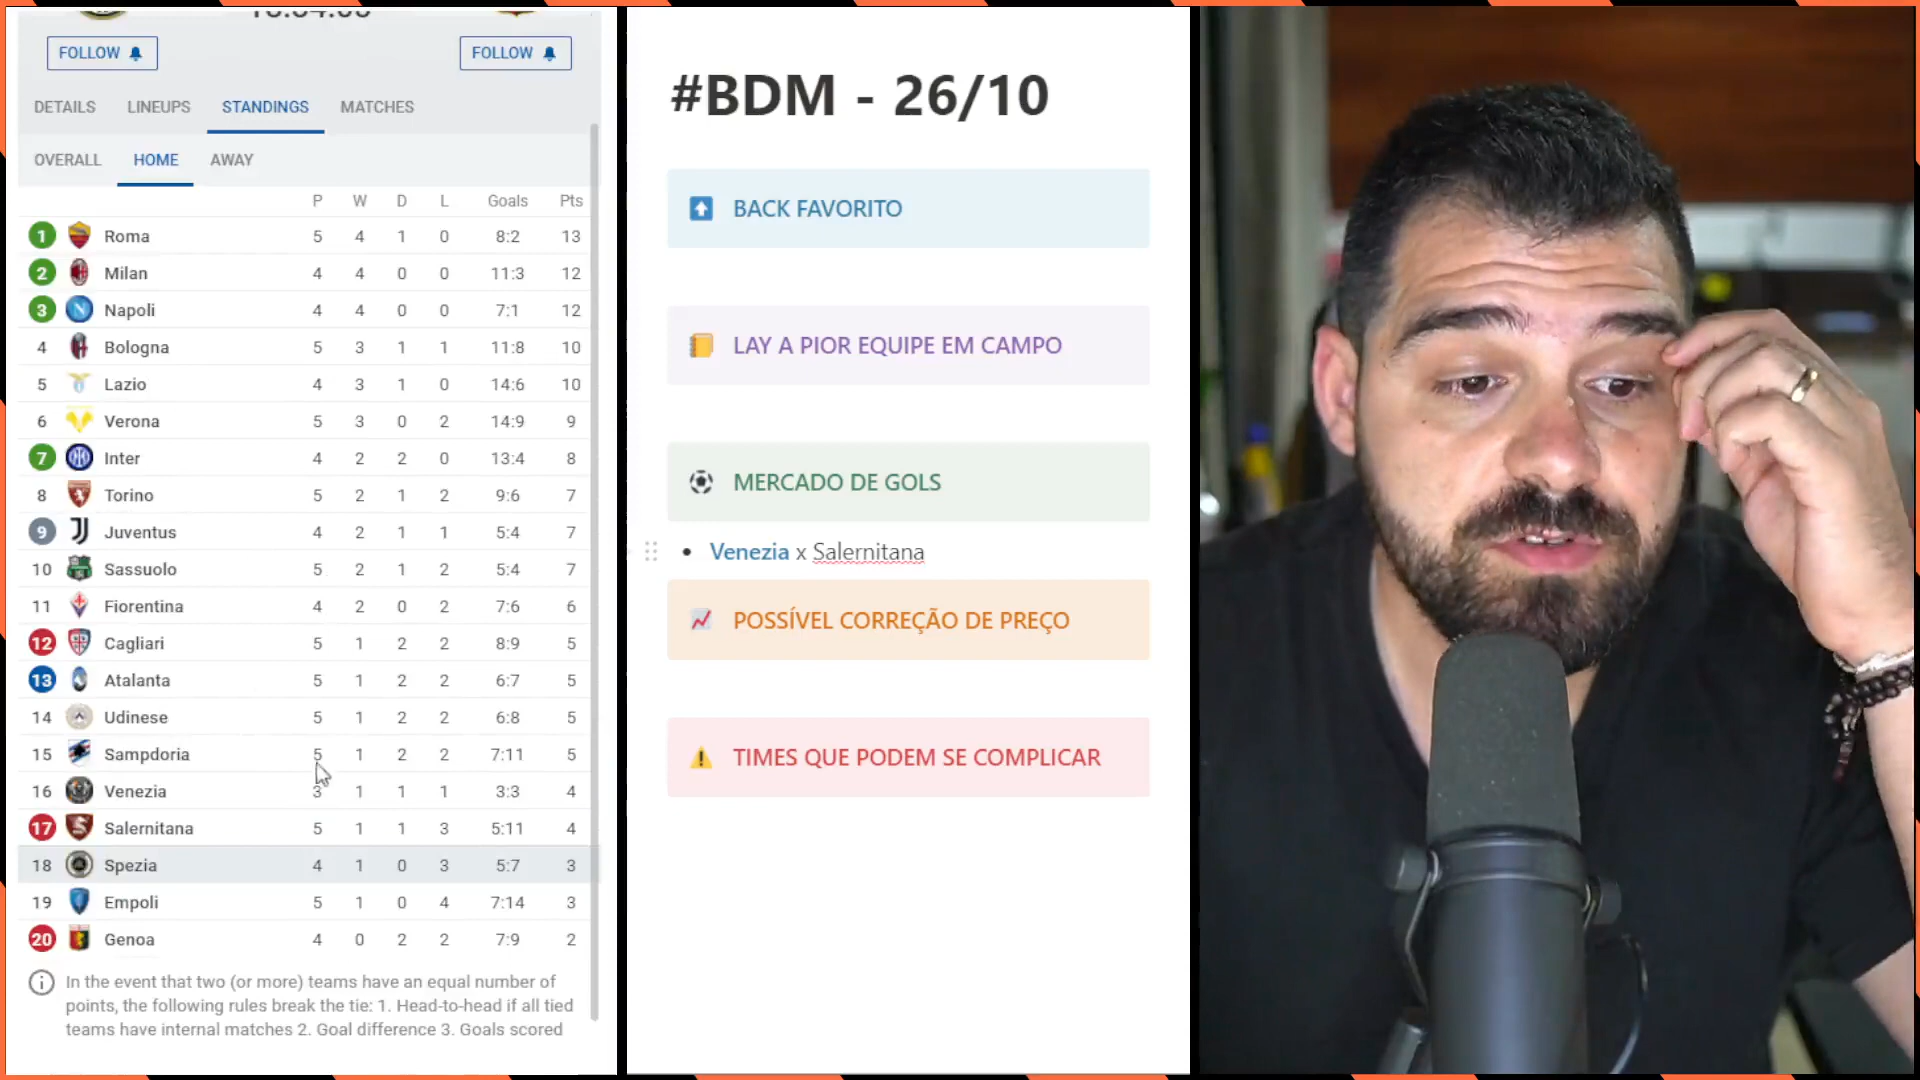 FOLLOW
FOLLOW
DETAILS LINEUPS STANDINGS MATCHES
OVERALL HOME AWAY
P W D L Goals Pts
1 Roma 5 4 1 0 8:2 13
2 Milan 4 4 0 0 11:3 12
3 Napoli 4 4 0 0 7:1 12
4 Bologna 5 3 1 1 11:8 10
5 Lazio 4 3 1 0 14:6 10
6 Verona 5 3 0 2 14:9 9
7 Inter 4 2 2 0 13:4 8
8 Torino 5 2 1 2 9:6 7
9 Juventus 4 2 1 1 5:4 7
10 Sassuolo 5 2 1 2 5:4 7
11 Fiorentina 4 2 0 2 7:6 6
12 Cagliari 5 1 2 2 8:9 5
13 Atalanta 5 1 2 2 6:7 5
14 Udinese 5 1 2 2 6:8 5
15 Sampdoria 5 1 2 2 7:11 5
16 Venezia 3 1 1 1 3:3 4
17 Salernitana 5 1 1 3 5:11 4
18 Spezia 4 1 0 3 5:7 3
19 Empoli 5 1 0 4 7:14 3
20 Genoa 4 0 2 2 7:9 2
In the event that two (or more) teams have an equal number of
points, the following rules break the tie: 1. Head-to-head if all tied
teams have internal matches 2. Goal difference 3. Goals scored
#BDM - 26/10
BACK FAVORITO
LAY A PIOR EQUIPE EM CAMPO
MERCADO DE GOLS
• Venezia x Salernitana
POSSÍVEL CORREÇÃO DE PREÇO
TIMES QUE PODEM SE COMPLICAR